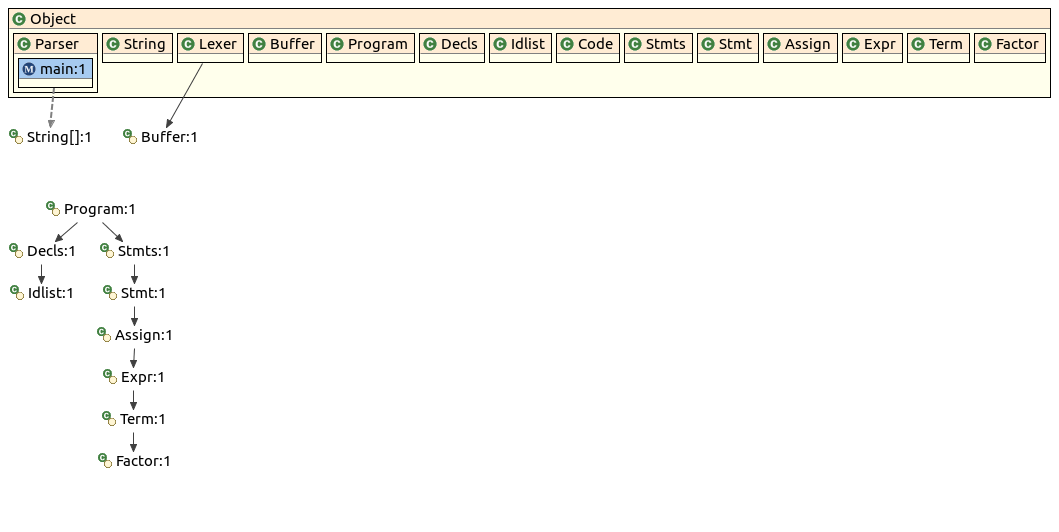 Object
Parser String Lexer Buffer Program Decls Idlist Code Stmts Stmt Assign Expr Term Factor
main:1
String[]:1 Buffer:1
Program:1
Decls:1 Stmts:1
Idlist:1 Stmt:1
Assign:1
Expr:1
Term:1
Factor:1